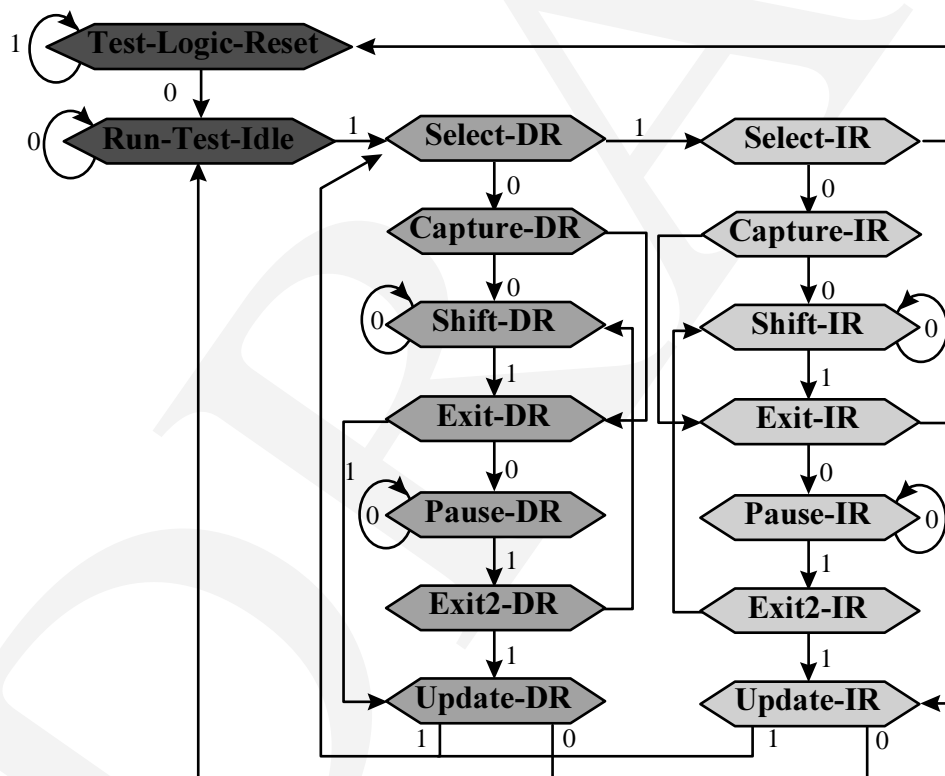 Test-Logic-Reset
1
0
Run-Test-Idle
0
1
Select-DR
1
Select-IR
0
0
Capture-DR
Capture-IR
0
0
Shift-DR
0
Shift-IR
0
1
1
Exit-DR
Exit-IR
1
0
0
Pause-DR
0
Pause-IR
0
1
1
Exit2-DR
Exit2-IR
1
1
Update-DR
Update-IR
1
0
1
0
DRA